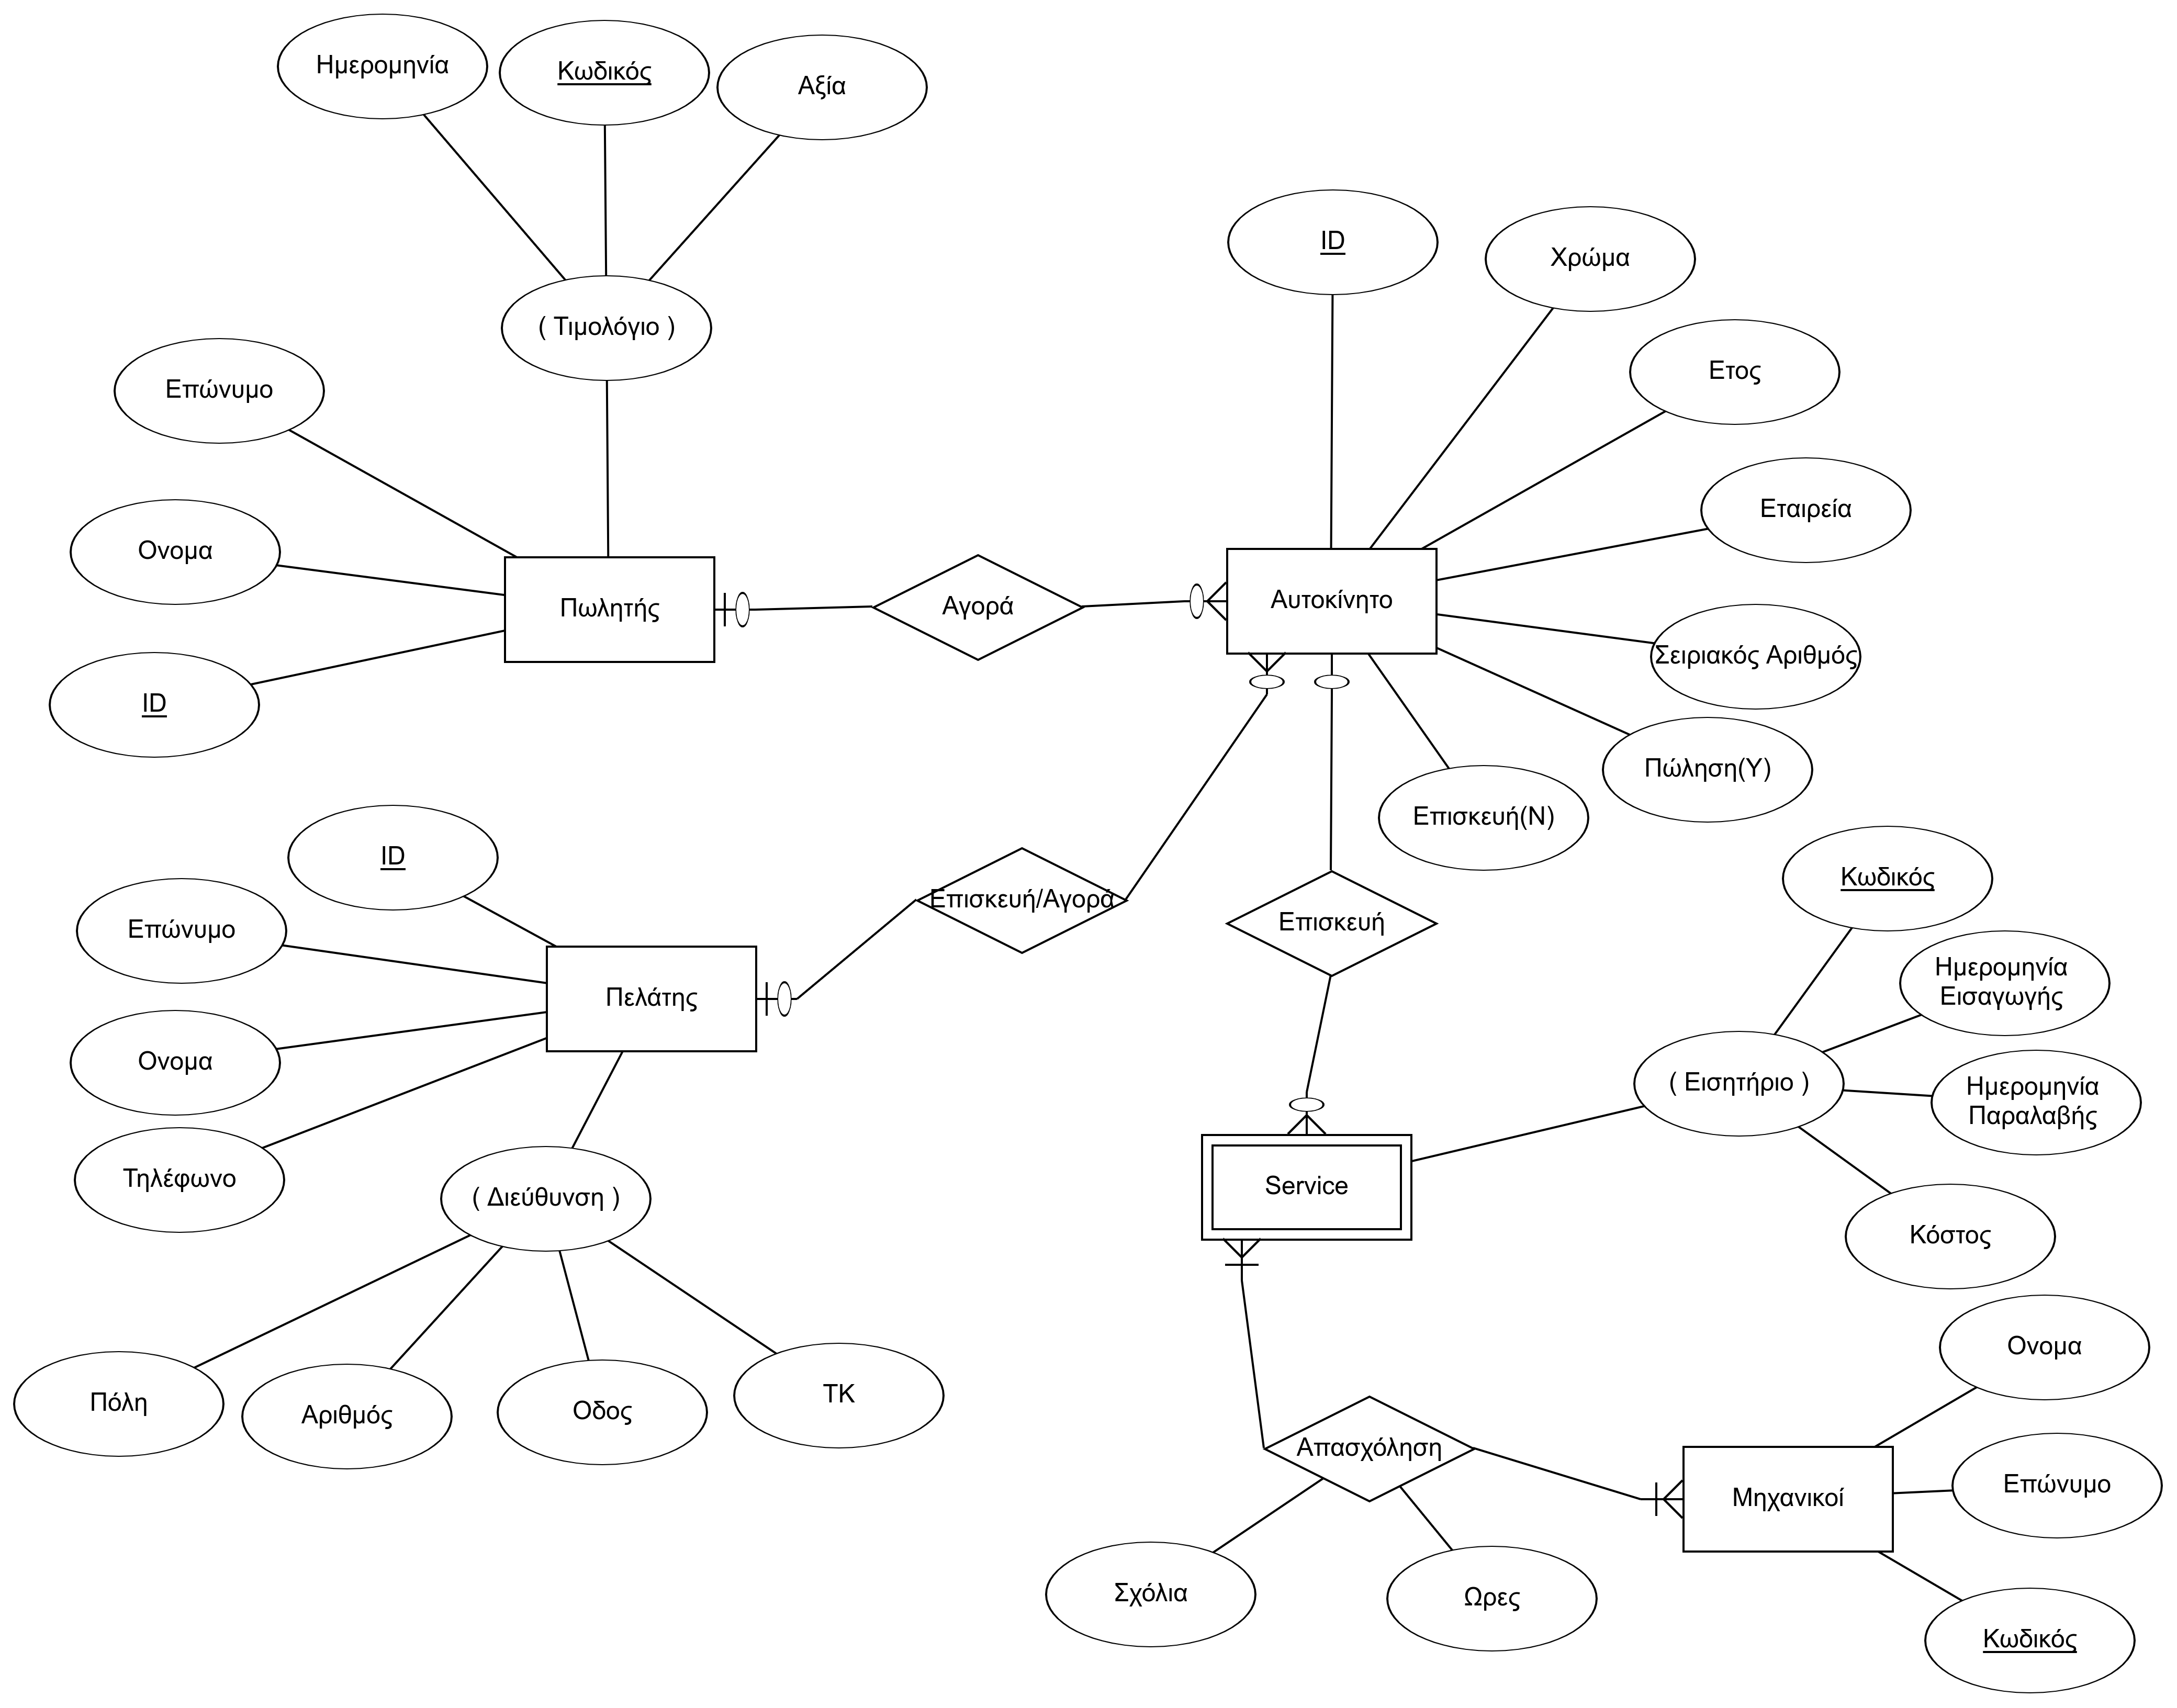 Ημερομηνία
Κωδικός
Αξία
( Τιμολόγιο )
Επώνυμο
Ονομα
ID
Πωλητής
Αγορά
Αυτοκίνητο
ID
Χρώμα
Ετος
Εταιρεία
Σειριακός Αριθμός
Πώληση(Υ)
Επισκευή(Ν)
ID
Επώνυμο
Ονομα
Τηλέφωνο
Πελάτης
Επισκευή/Αγορά
Επισκευή
( Διεύθυνση )
Πόλη
Αριθμός
Οδος
ΤΚ
Κωδικός
Ημερομηνία
Εισαγωγής
( Εισητήριο )
Ημερομηνία
Παραλαβής
Κόστος
Service
Απασχόληση
Σχόλια
Ωρες
Μηχανικοί
Ονομα
Επώνυμο
Κωδικός